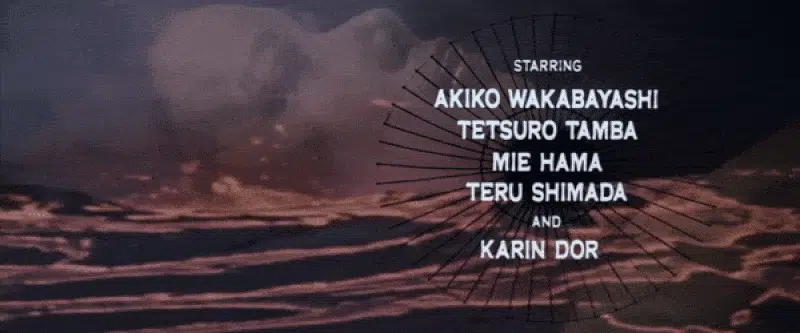 STARRING
AKIKO WAKABAYASHI
TETSURO TAMBA
MIE HAMA
TERU SHIMADA
AND
KARIN DOR